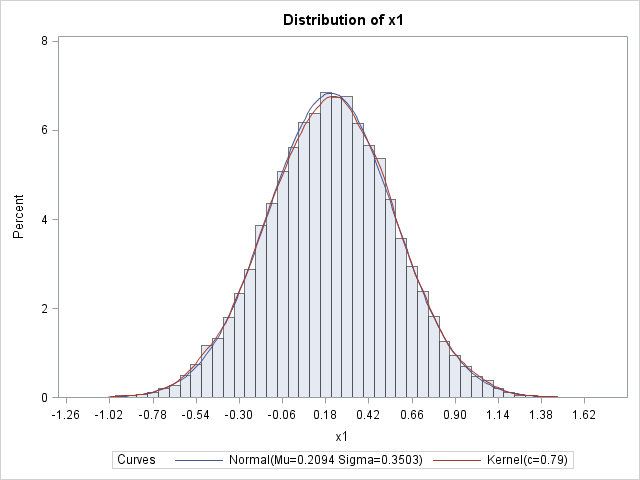 Distribution of x1
8
6
4
2
0
Percent
-1.26 -1.02 -0.78 -0.54 -0.30 -0.06 0.18 0.42 0.66 0.90 1.14 1.38 1.62
x1
Curves Normal(Mu=0.2094 Sigma=0.3503) Kernel(c=0.79)